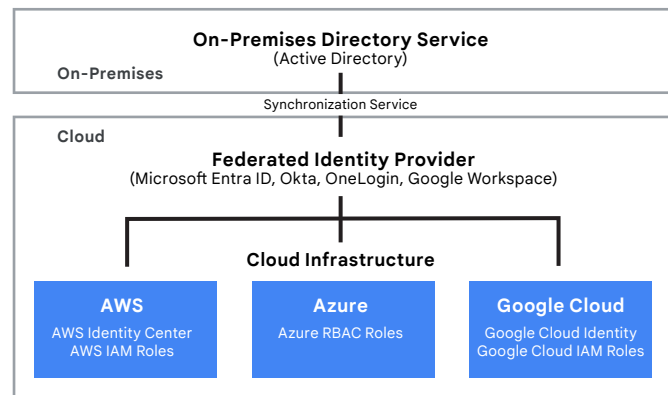 On-Premises Directory Service
(Active Directory)
On-Premises
Synchronization Service
Cloud
Federated Identity Provider
(Microsoft Entra ID, Okta, OneLogin, Google Workspace)
Cloud Infrastructure
AWS
AWS Identity Center
AWS IAM Roles
Azure
Azure RBAC Roles
Google Cloud
Google Cloud Identity
Google Cloud IAM Roles